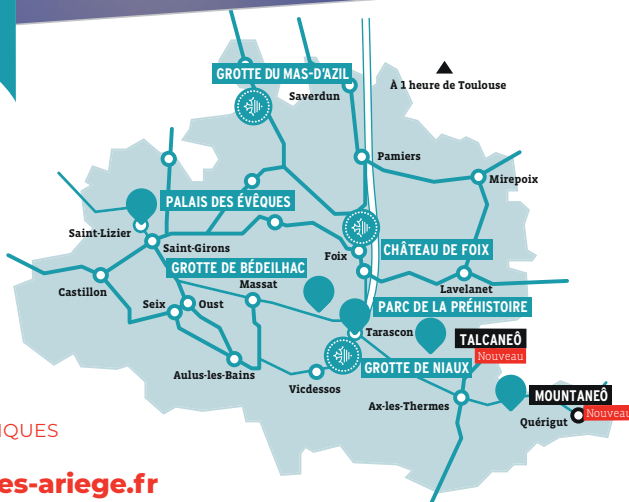 GROTTE DU MAS-D'AZIL
Saverdun
À 1 heure de Toulouse
Pamiers
Mirepoix
PALAIS DES ÉVÊQUES
Saint-Lizier
Saint-Girons
Foix
CHÂTEAU DE FOIX
GROTTE DE BÉDEILHAC
Castillon
Massat
Lavelanet
Seix
Oust
PARC DE LA PRÉHISTOIRE
Tarascon
TALCANEÔ
Nouveau
Aulus-les-Bains
GROTTE DE NIAUX
Vicdessos
Ax-les-Thermes
MOUNTANEÔ
Nouveau
Quérigut
IQUES
es-ariege.fr